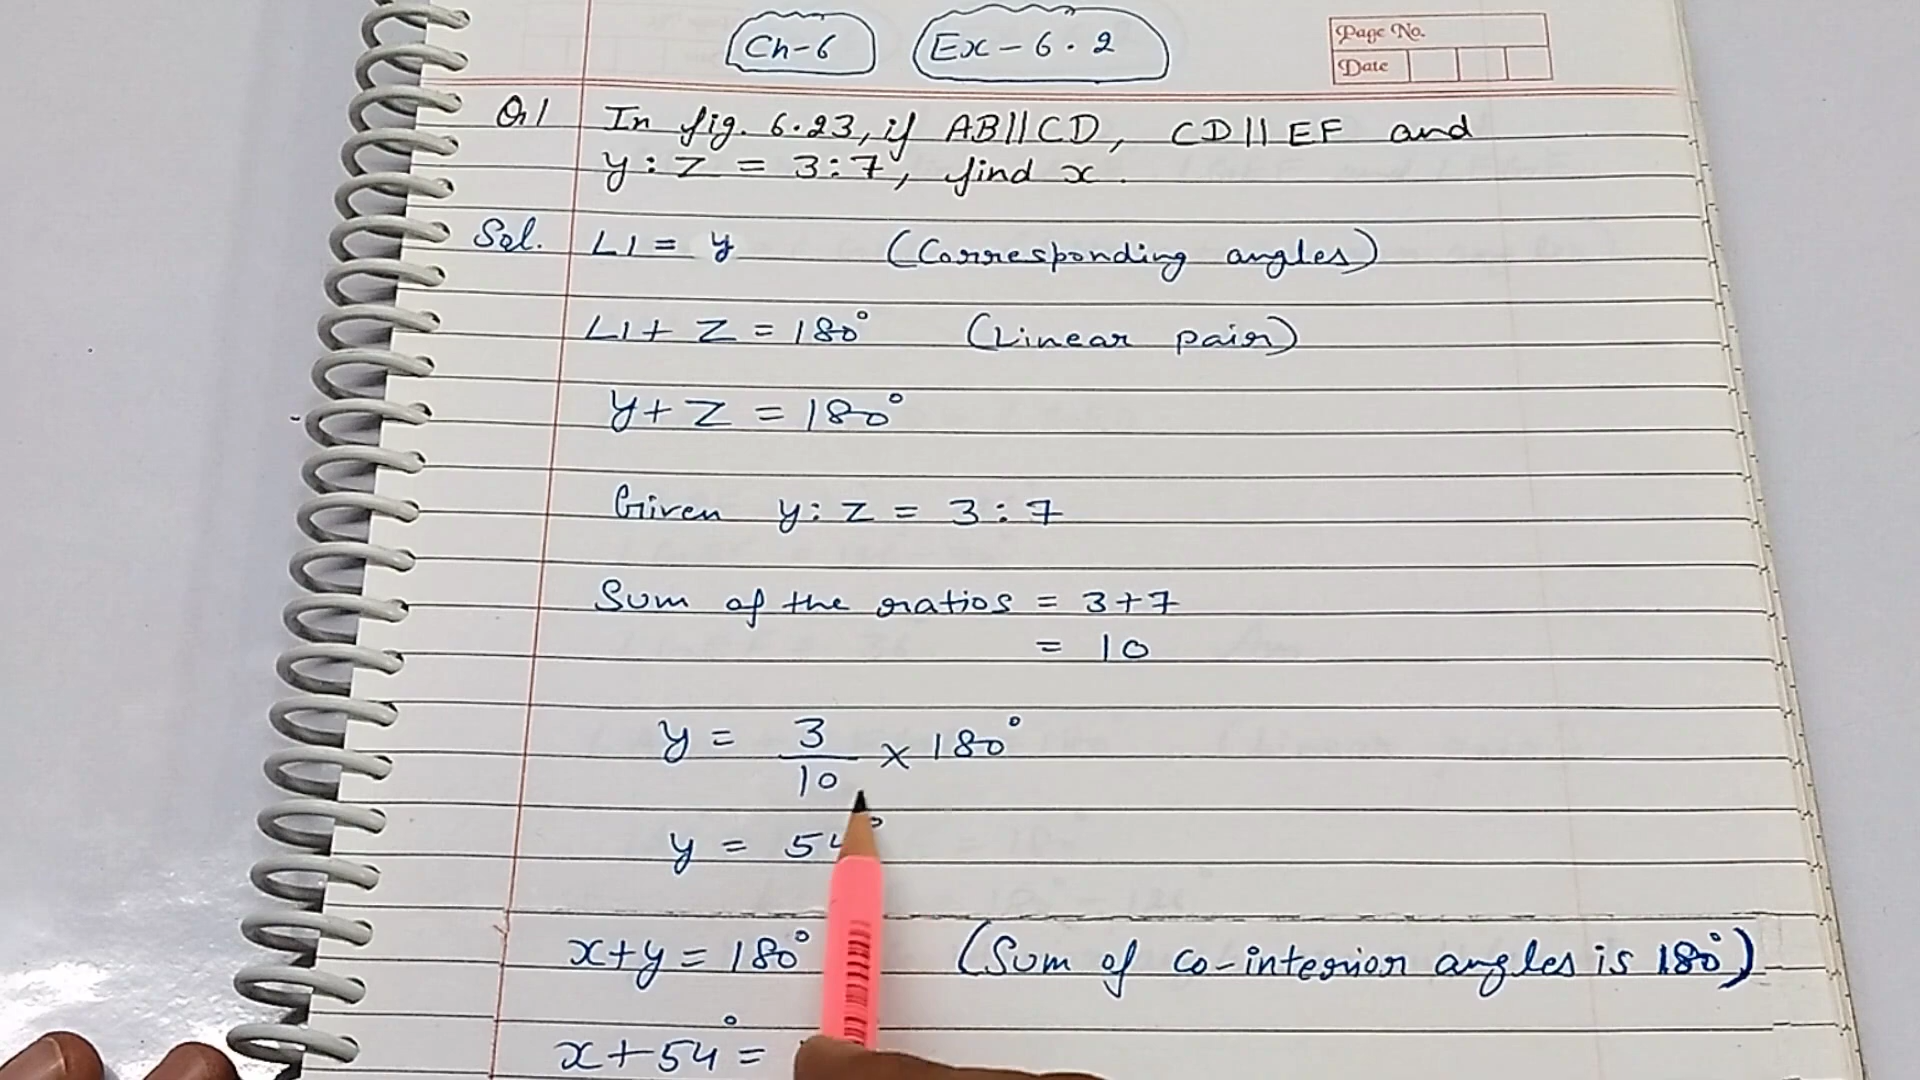 Ch-6 Ex-6.2
Page No.
Date
Q1 In fig. 6.23, if AB||CD, CD||EF and
y:z = 3:7, find x.
Sol. ∠1 = y (Corresponding angles)
∠1 + z = 180° (Linear pair)
y + z = 180°
Given y:z = 3:7
Sum of the ratios = 3+7
= 10
y = 3/10 × 180°
y = 54°
x+y = 180° (Sum of co-interior angles is 180°)
x+54° =